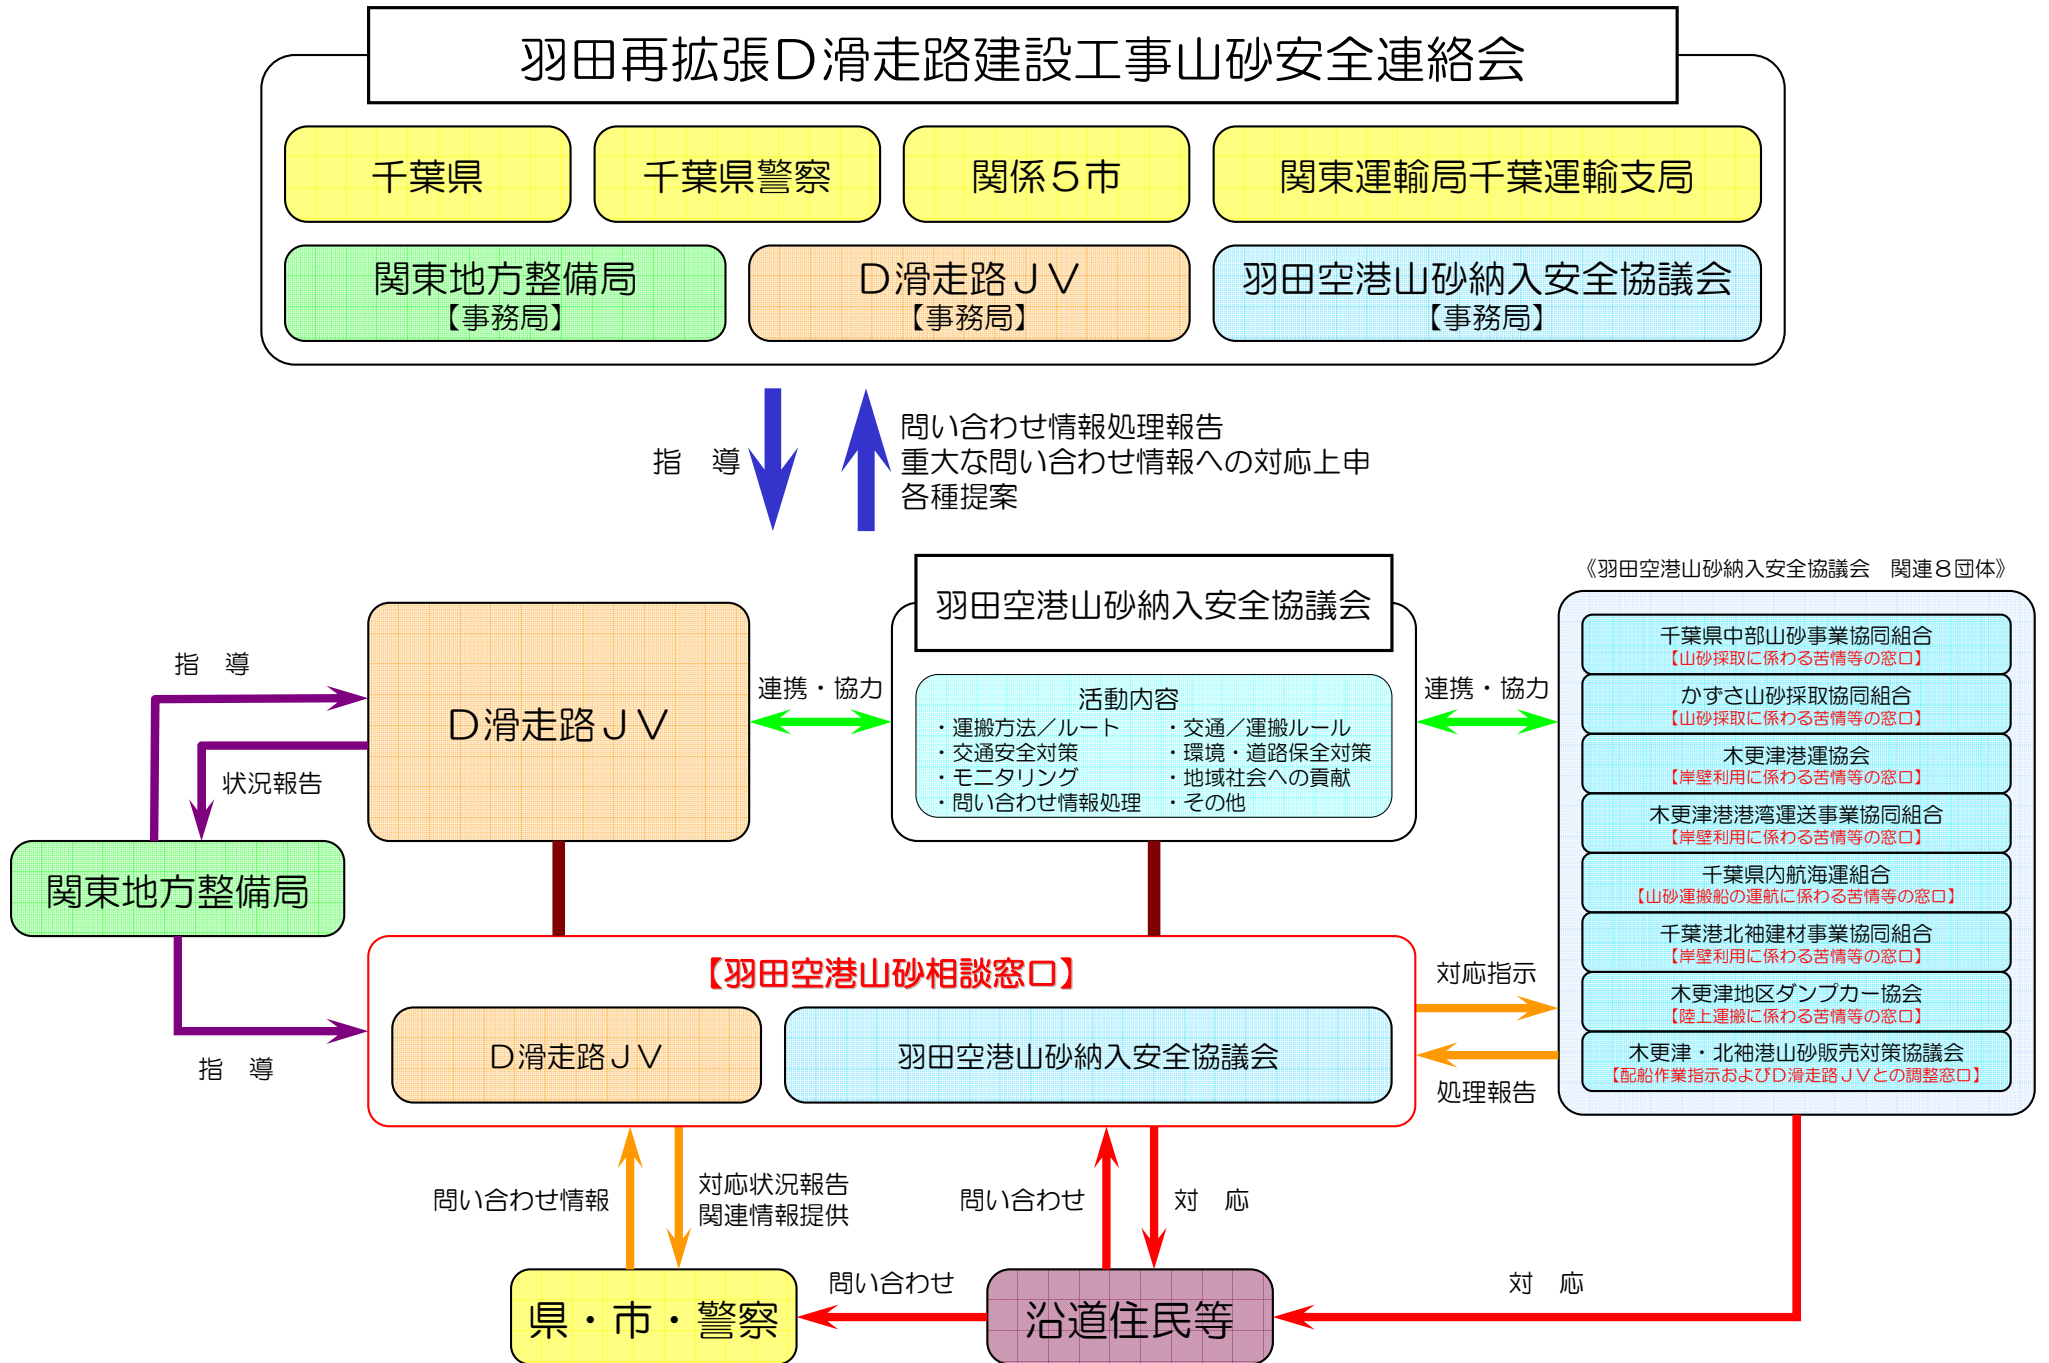 羽田再拡張Ｄ滑走路建設工事山砂安全連絡会
千葉県
千葉県警察
関係５市
関東運輸局千葉運輸支局
関東地方整備局
【事務局】
Ｄ滑走路ＪＶ
【事務局】
羽田空港山砂納入安全協議会
【事務局】
指　導
問い合わせ情報処理報告
重大な問い合わせ情報への対応上申
各種提案
《羽田空港山砂納入安全協議会　関連８団体》
羽田空港山砂納入安全協議会
指　導
Ｄ滑走路ＪＶ
連携・協力
活動内容
・運搬方法／ルート
・交通安全対策
・モニタリング
・問い合わせ情報処理
・交通／運搬ルール
・環境・道路保全対策
・地域社会への貢献
・その他
連携・協力
千葉県中部山砂事業協同組合
【山砂採取に係わる苦情等の窓口】
かずさ山砂採取協同組合
【山砂採取に係わる苦情等の窓口】
木更津港運協会
【岸壁利用に係わる苦情等の窓口】
木更津港港湾運送事業協同組合
【岸壁利用に係わる苦情等の窓口】
千葉県内航海運組合
【山砂運搬船の運航に係わる苦情等の窓口】
千葉港北袖建材事業協同組合
【岸壁利用に係わる苦情等の窓口】
木更津地区ダンプカー協会
【陸上運搬に係わる苦情等の窓口】
木更津・北袖港山砂販売対策協議会
【配船作業指示およびＤ滑走路ＪＶとの調整窓口】
状況報告
関東地方整備局
指　導
【羽田空港山砂相談窓口】
Ｄ滑走路ＪＶ
羽田空港山砂納入安全協議会
対応指示
処理報告
問い合わせ情報
対応状況報告
関連情報提供
問い合わせ
対　応
県・市・警察
問い合わせ
沿道住民等
対　応